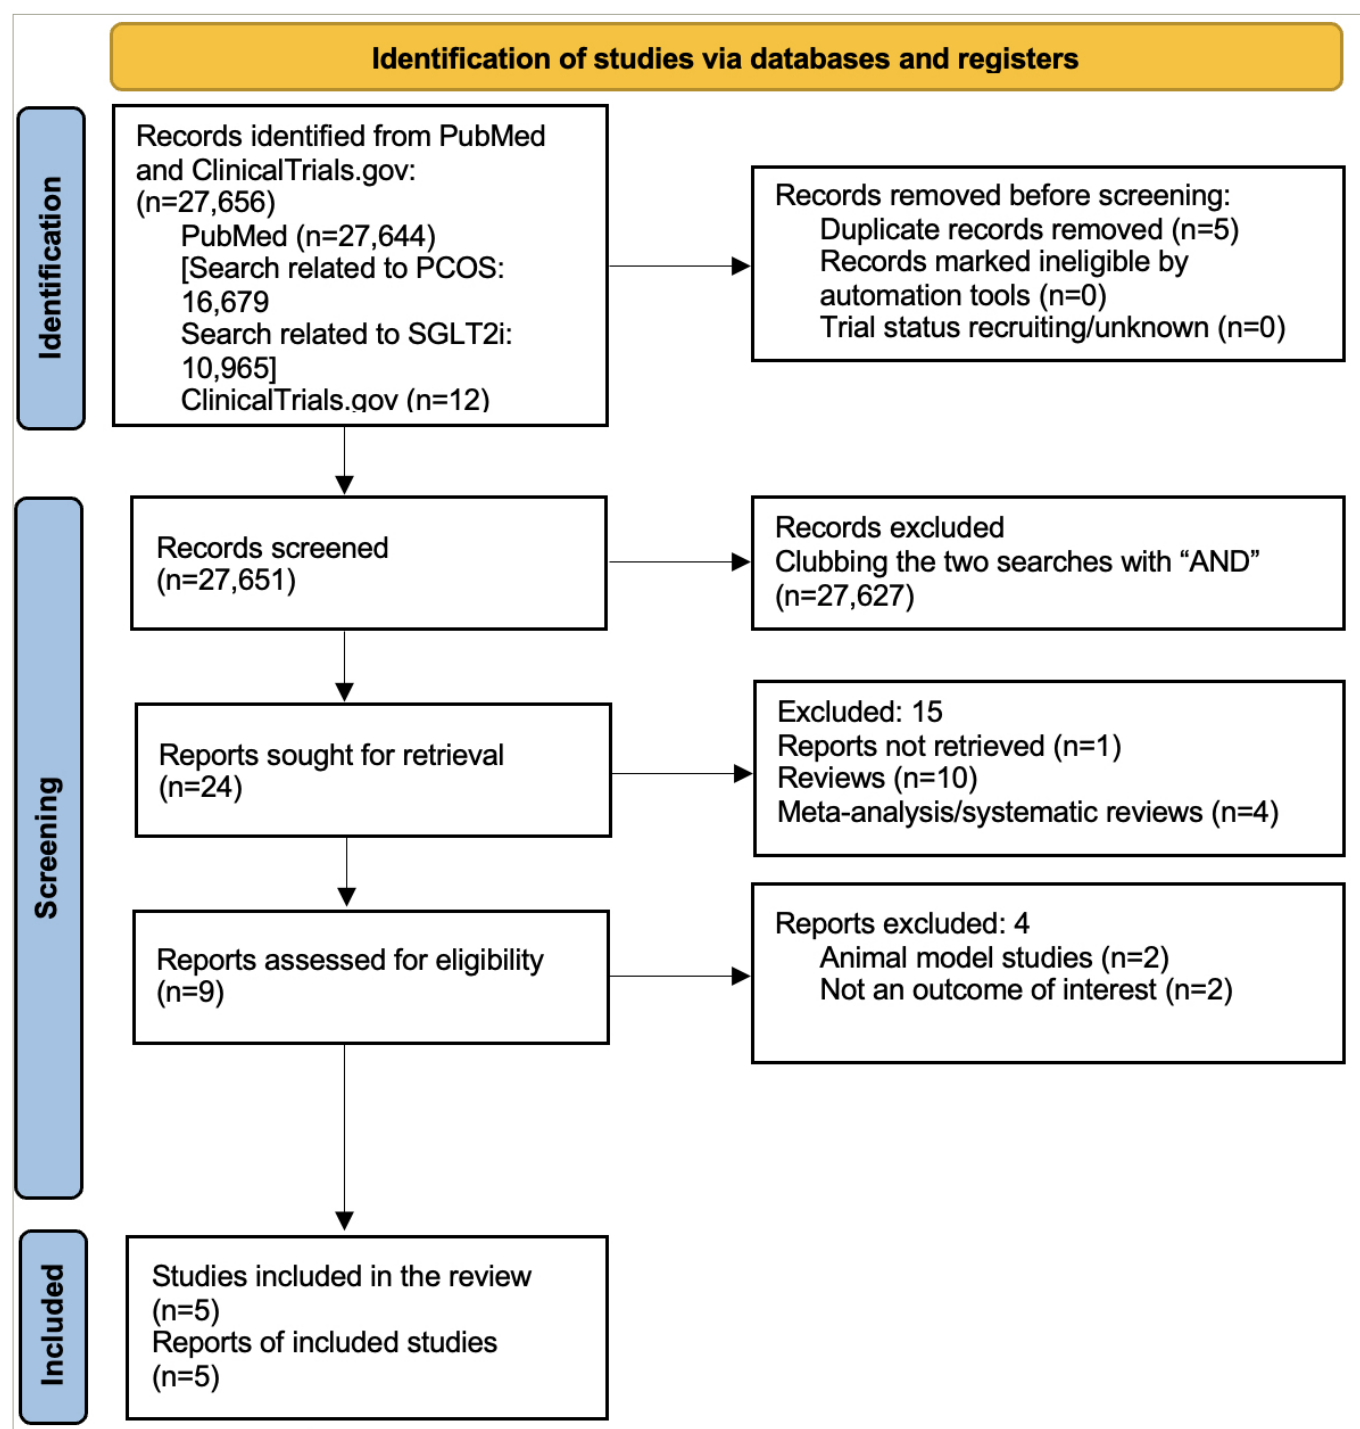 Identification of studies via databases and registers
Identification
Records identified from PubMed
and ClinicalTrials.gov:
(n=27,656)
PubMed (n=27,644)
[Search related to PCOS:
16,679
Search related to SGLT2i:
10,965]
ClinicalTrials.gov (n=12)
Records removed before screening:
Duplicate records removed (n=5)
Records marked ineligible by
automation tools (n=0)
Trial status recruiting/unknown (n=0)
Screening
Records screened
(n=27,651)
Records excluded
Clubbing the two searches with “AND”
(n=27,627)
Reports sought for retrieval
(n=24)
Excluded: 15
Reports not retrieved (n=1)
Reviews (n=10)
Meta-analysis/systematic reviews (n=4)
Reports assessed for eligibility
(n=9)
Reports excluded: 4
Animal model studies (n=2)
Not an outcome of interest (n=2)
Included
Studies included in the review
(n=5)
Reports of included studies
(n=5)